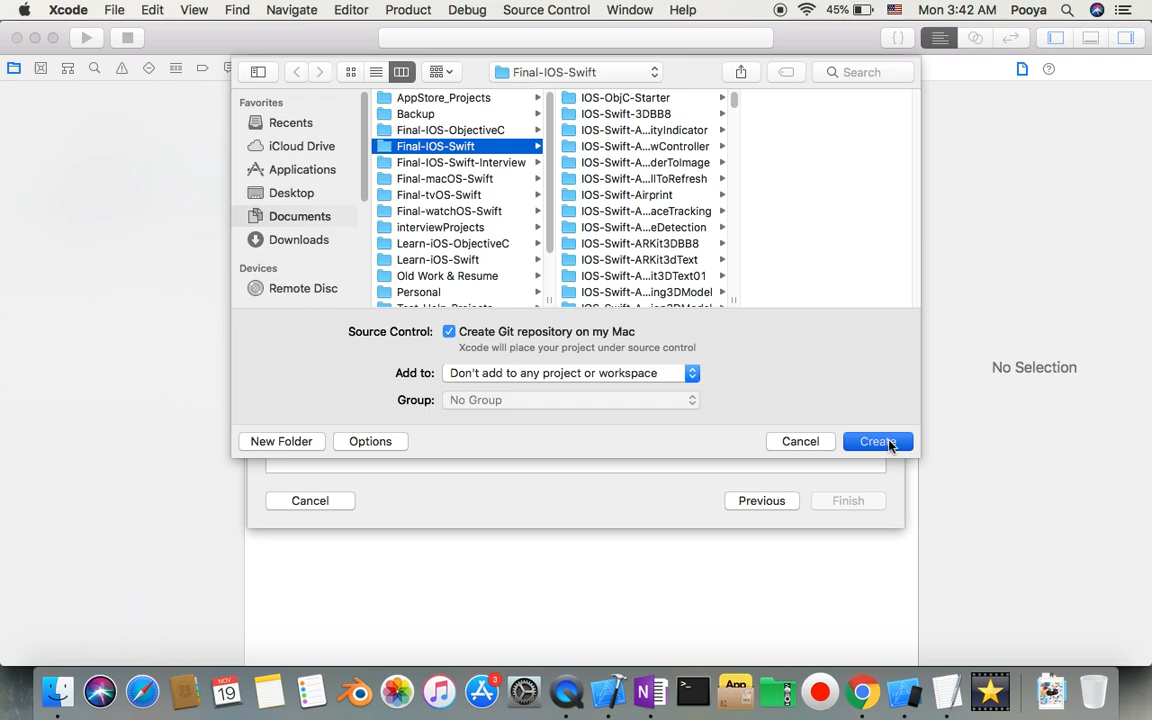 Xcode File Edit View Find Navigate Editor Product Debug Source Control Window Help 45% Mon 3:42 AM Pooya
Final-IOS-Swift
Search
Favorites
Recents
iCloud Drive
Applications
Desktop
Documents
Downloads
Devices
Remote Disc
AppStore_Projects
Backup
Final-IOS-ObjectiveC
Final-IOS-Swift
Final-IOS-Swift-Interview
Final-macOS-Swift
Final-tvOS-Swift
Final-watchOS-Swift
interviewProjects
Learn-iOS-ObjectiveC
Learn-iOS-Swift
Old Work & Resume
Personal
IOS-ObjC-Starter
IOS-Swift-3DBB8
IOS-Swift-A...ityIndicator
IOS-Swift-A...wController
IOS-Swift-A...derToImage
IOS-Swift-A...llToRefresh
IOS-Swift-Airprint
IOS-Swift-A...aceTracking
IOS-Swift-A...eDetection
IOS-Swift-ARKit3DBB8
IOS-Swift-ARKit3dText
IOS-Swift-A...it3DText01
IOS-Swift-A...ing3DModel
Source Control: Create Git repository on my Mac
Xcode will place your project under source control
Add to: Don't add to any project or workspace
Group: No Group
New Folder Options Cancel Create
Cancel Previous Finish
No Selection
NOV
19
3
App